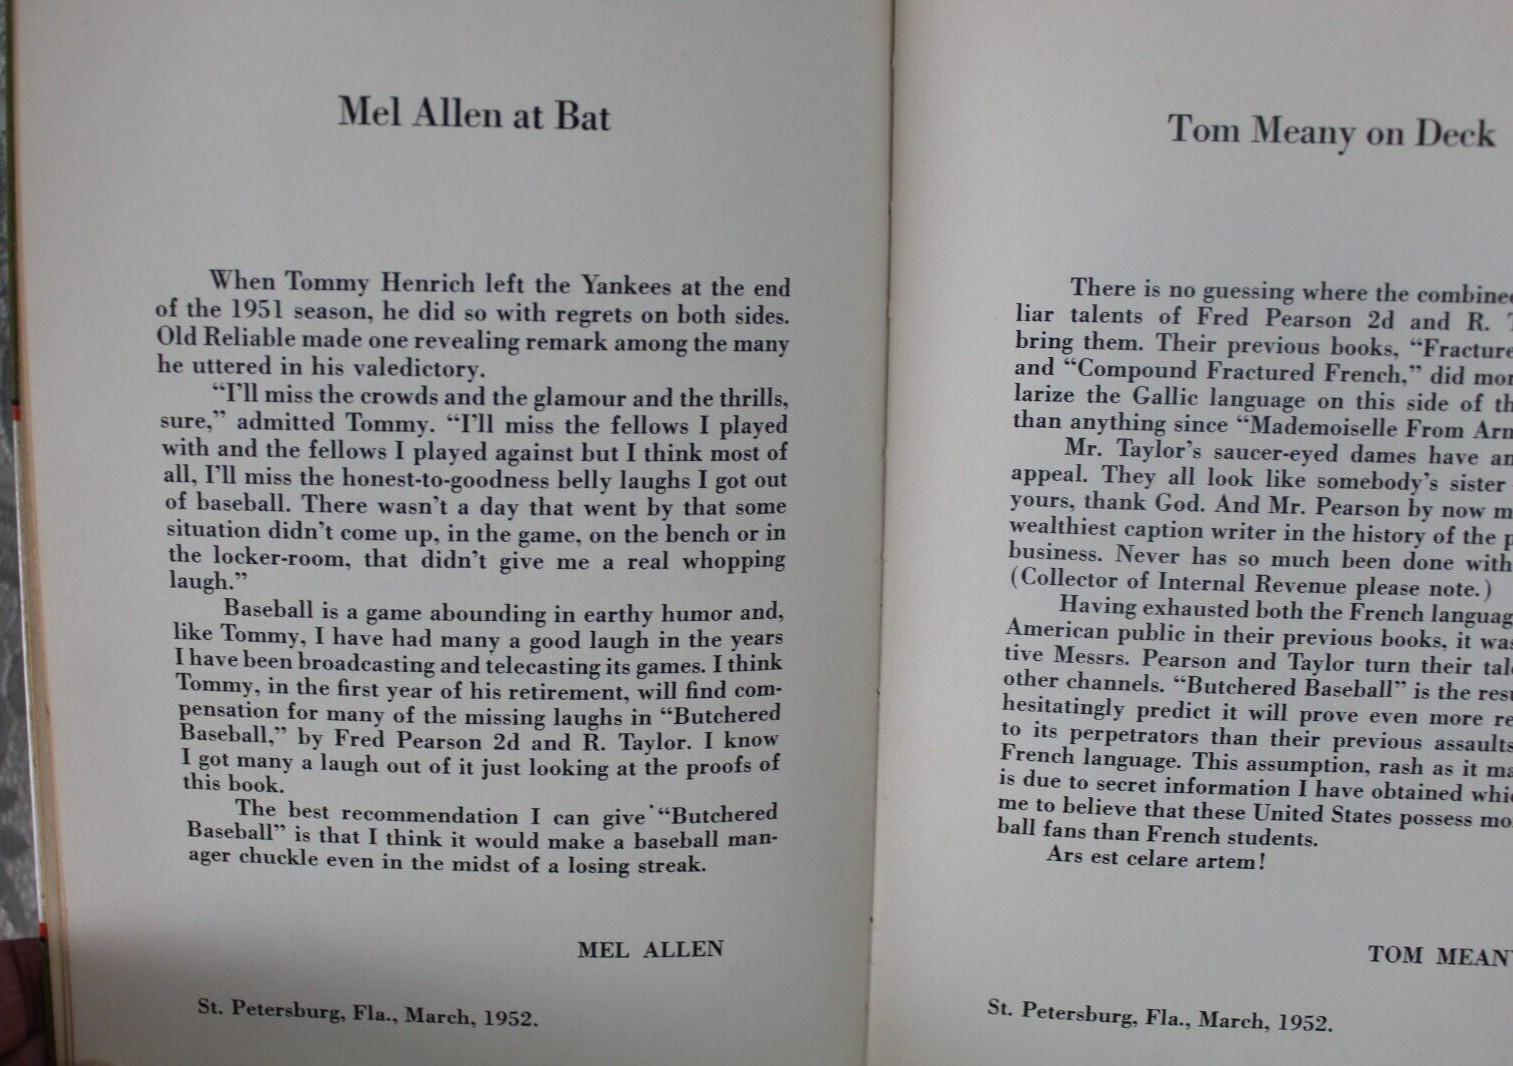 Mel Allen at Bat
When Tommy Henrich left the Yankees at the end
of the 1951 season, he did so with regrets on both sides.
Old Reliable made one revealing remark among the many
he uttered in his valedictory.
“I’ll miss the crowds and the glamour and the thrills,
sure,” admitted Tommy. “I’ll miss the fellows I played
with and the fellows I played against but I think most of
all, I’ll miss the honest-to-goodness belly laughs I got out
of baseball. There wasn’t a day that went by that some
situation didn’t come up, in the game, on the bench or in
the locker-room, that didn’t give me a real whopping
laugh.”
Baseball is a game abounding in earthy humor and,
like Tommy, I have had many a good laugh in the years
I have been broadcasting and telecasting its games. I think
Tommy, in the first year of his retirement, will find com-
pensation for many of the missing laughs in “Butchered
Baseball,” by Fred Pearson 2d and R. Taylor. I know
I got many a laugh out of it just looking at the proofs of
this book.
The best recommendation I can give “Butchered
Baseball” is that I think it would make a baseball man-
ager chuckle even in the midst of a losing streak.
MEL ALLEN
St. Petersburg, Fla., March, 1952.
Tom Meany on Deck
There is no guessing where the combined
liar talents of Fred Pearson 2d and R.
bring them. Their previous books, “Fracture
and “Compound Fractured French,” did mor
larize the Gallic language on this side of th
than anything since “Mademoiselle From Arm
Mr. Taylor’s saucer-eyed dames have an
appeal. They all look like somebody’s sister
yours, thank God. And Mr. Pearson by now m
wealthiest caption writer in the history of the p
business. Never has so much been done with
(Collector of Internal Revenue please note.)
Having exhausted both the French languag
American public in their previous books, it was
tive Messrs. Pearson and Taylor turn their tal
other channels. “Butchered Baseball” is the resu
hesitatingly predict it will prove even more re
to its perpetrators than their previous assaults
French language. This assumption, rash as it ma
is due to secret information I have obtained whi
me to believe that these United States possess mo
ball fans than French students.
Ars est celare artem!
TOM MEANY
St. Petersburg, Fla., March, 1952.